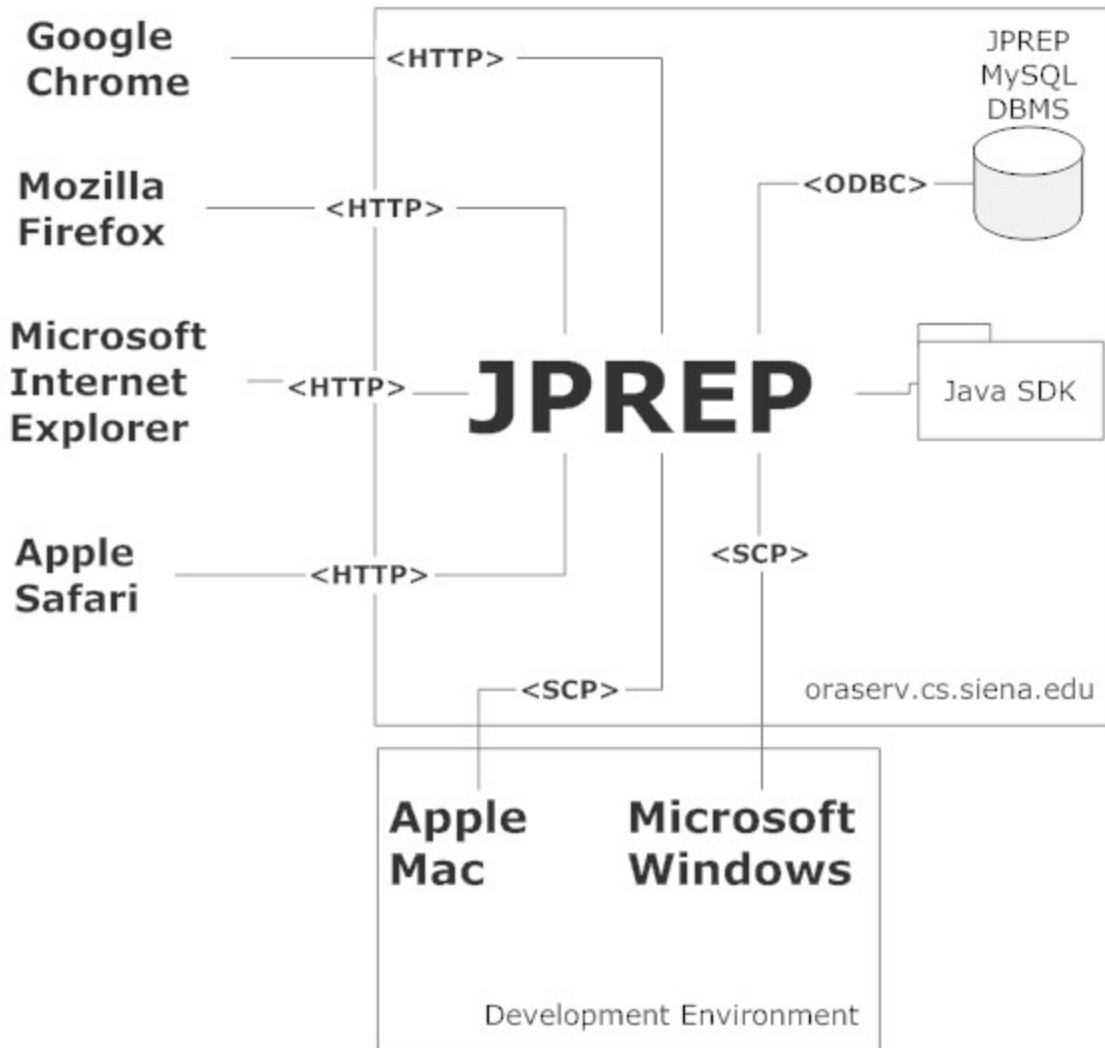 Google
Chrome
<HTTP>
JPREP
MySQL
DBMS
Mozilla
Firefox
<HTTP>
<ODBC>
Microsoft
Internet
Explorer
<HTTP>
JPREP
Java SDK
Apple
Safari
<HTTP>
<SCP>
<SCP>
oraserv.cs.siena.edu
Apple
Mac
Microsoft
Windows
Development Environment